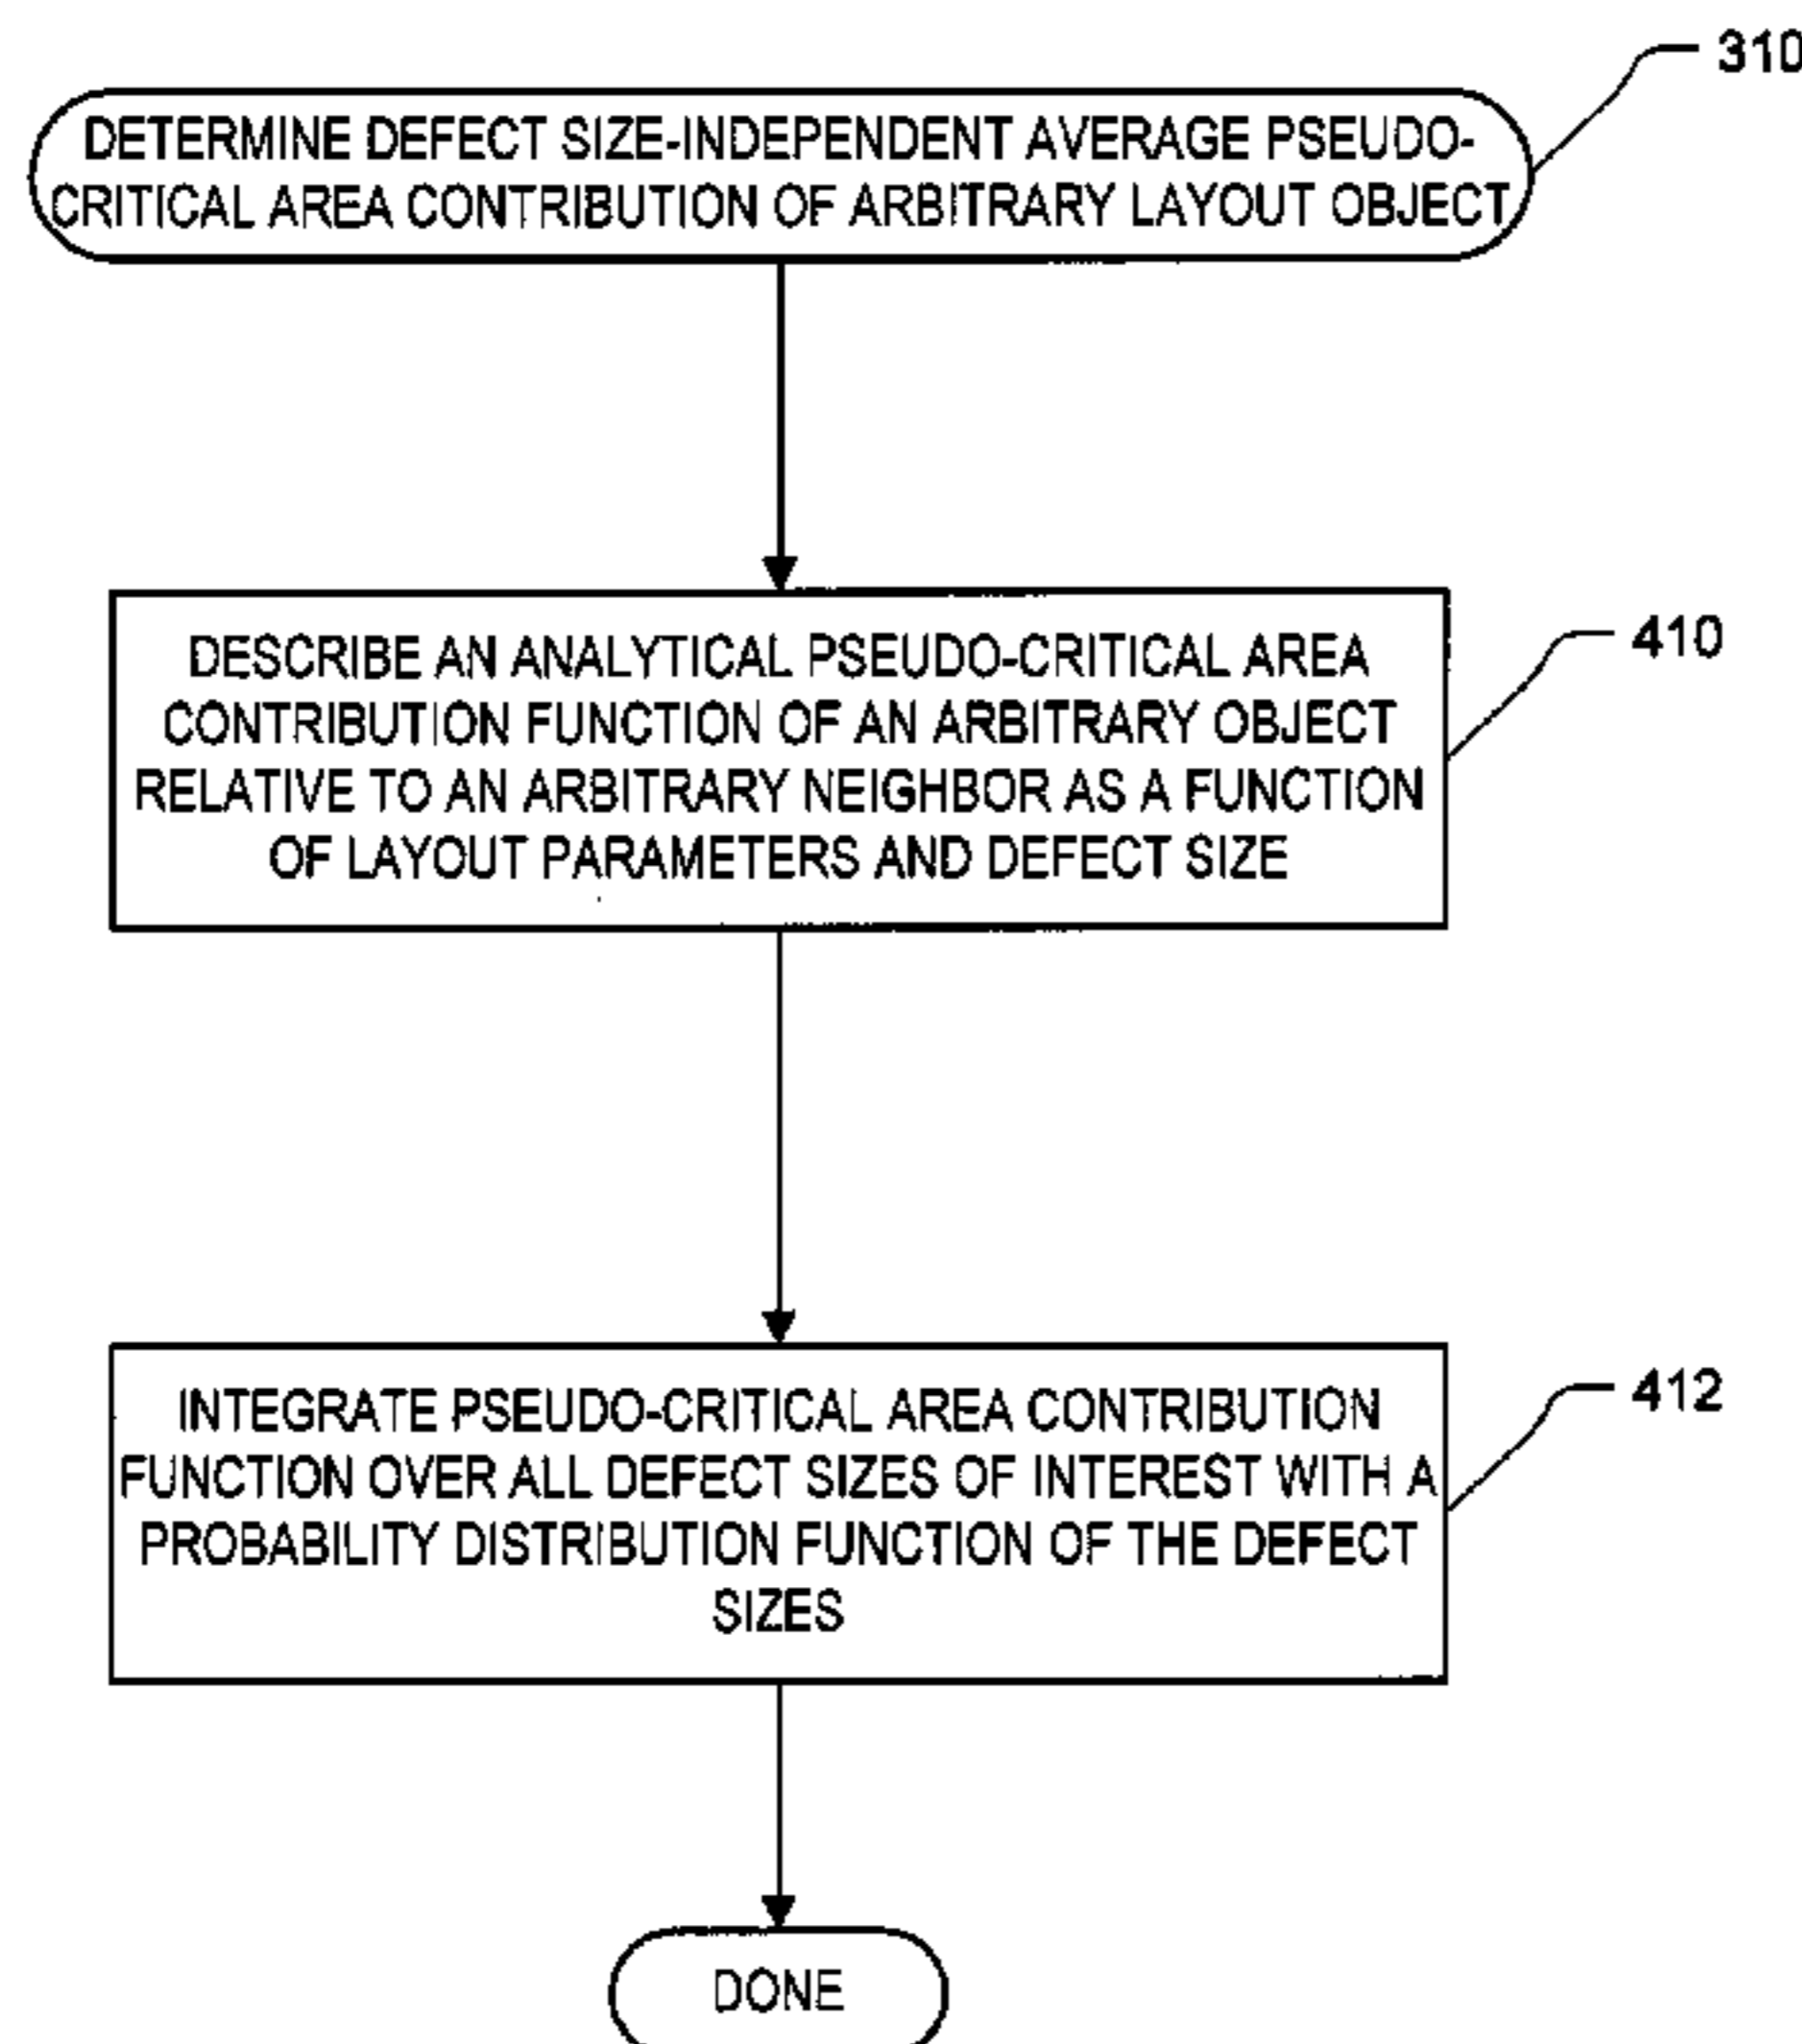 310
DETERMINE DEFECT SIZE-INDEPENDENT AVERAGE PSEUDO-
CRITICAL AREA CONTRIBUTION OF ARBITRARY LAYOUT OBJECT
410
DESCRIBE AN ANALYTICAL PSEUDO-CRITICAL AREA
CONTRIBUTION FUNCTION OF AN ARBITRARY OBJECT
RELATIVE TO AN ARBITRARY NEIGHBOR AS A FUNCTION
OF LAYOUT PARAMETERS AND DEFECT SIZE
412
INTEGRATE PSEUDO-CRITICAL AREA CONTRIBUTION
FUNCTION OVER ALL DEFECT SIZES OF INTEREST WITH A
PROBABILITY DISTRIBUTION FUNCTION OF THE DEFECT
SIZES
DONE